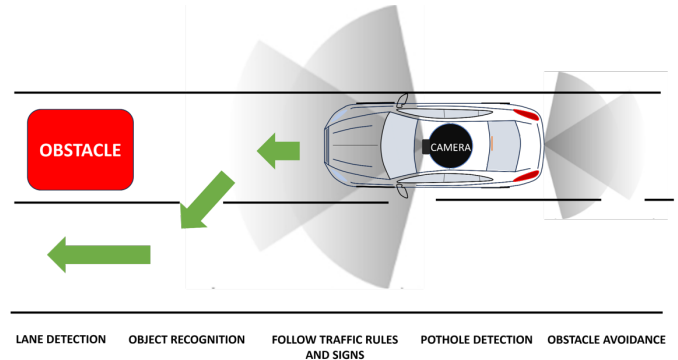 OBSTACLE
CAMERA
LANE DETECTION
OBJECT RECOGNITION
FOLLOW TRAFFIC RULES
AND SIGNS
POTHOLE DETECTION
OBSTACLE AVOIDANCE